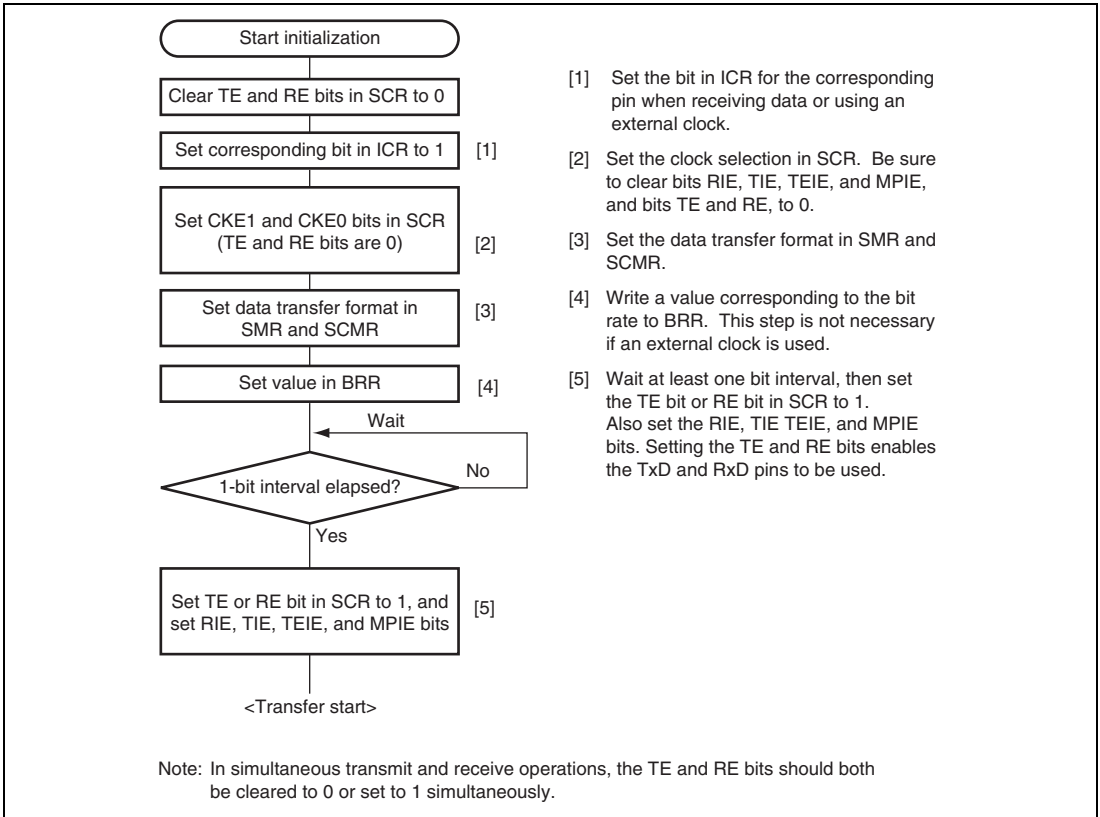 Start initialization
Clear TE and RE bits in SCR to 0
Set corresponding bit in ICR to 1
[1]
Set CKE1 and CKE0 bits in SCR
(TE and RE bits are 0)
[2]
Set data transfer format in
SMR and SCMR
[3]
Set value in BRR
[4]
Wait
No
1-bit interval elapsed?
Yes
Set TE or RE bit in SCR to 1, and
set RIE, TIE, TEIE, and MPIE bits
[5]
<Transfer start>
[1] Set the bit in ICR for the corresponding
pin when receiving data or using an
external clock.
[2] Set the clock selection in SCR. Be sure
to clear bits RIE, TIE, TEIE, and MPIE,
and bits TE and RE, to 0.
[3] Set the data transfer format in SMR and
SCMR.
[4] Write a value corresponding to the bit
rate to BRR. This step is not necessary
if an external clock is used.
[5] Wait at least one bit interval, then set
the TE bit or RE bit in SCR to 1.
Also set the RIE, TIE TEIE, and MPIE
bits. Setting the TE and RE bits enables
the TxD and RxD pins to be used.
Note: In simultaneous transmit and receive operations, the TE and RE bits should both
be cleared to 0 or set to 1 simultaneously.